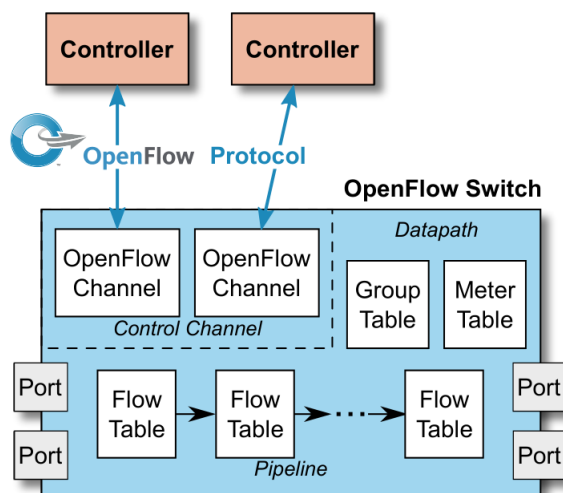 Controller
Controller
OpenFlow
Protocol
OpenFlow Switch
Datapath
OpenFlow
Channel
OpenFlow
Channel
Control Channel
Group
Table
Meter
Table
Port
Port
Flow
Table
Flow
Table
Flow
Table
Pipeline
Port
Port